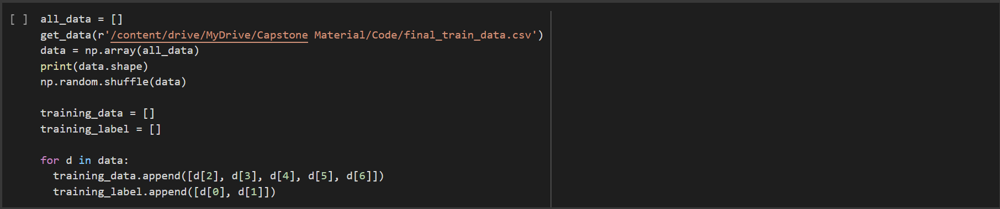 [ ] all_data = []
get_data(r'/content/drive/MyDrive/Capstone Material/Code/final_train_data.csv')
data = np.array(all_data)
print(data.shape)
np.random.shuffle(data)
training_data = []
training_label = []
for d in data:
training_data.append([d[2], d[3], d[4], d[5], d[6]])
training_label.append([d[0], d[1]])